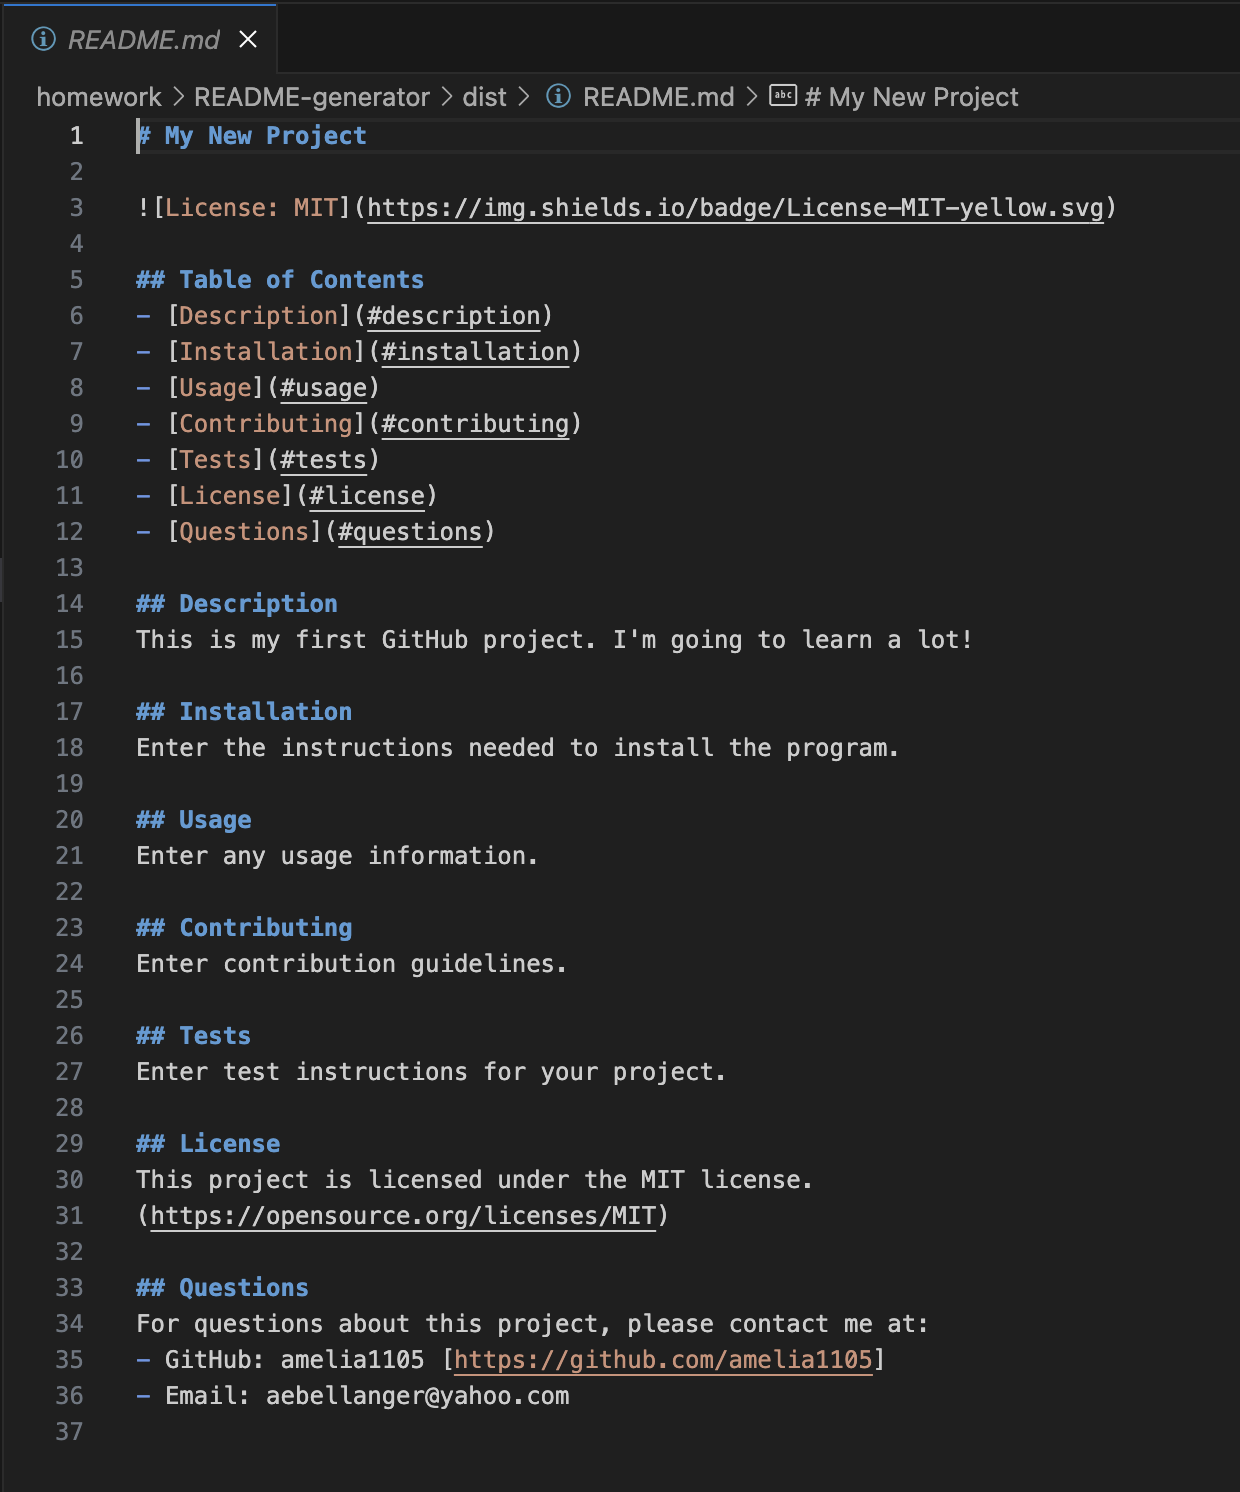 README.md
homework > README-generator > dist > README.md > # My New Project
1 # My New Project
2
3 ![License: MIT](https://img.shields.io/badge/License-MIT-yellow.svg)
4
5 ## Table of Contents
6 - [Description](#description)
7 - [Installation](#installation)
8 - [Usage](#usage)
9 - [Contributing](#contributing)
10 - [Tests](#tests)
11 - [License](#license)
12 - [Questions](#questions)
13
14 ## Description
15 This is my first GitHub project. I'm going to learn a lot!
16
17 ## Installation
18 Enter the instructions needed to install the program.
19
20 ## Usage
21 Enter any usage information.
22
23 ## Contributing
24 Enter contribution guidelines.
25
26 ## Tests
27 Enter test instructions for your project.
28
29 ## License
30 This project is licensed under the MIT license.
31 (https://opensource.org/licenses/MIT)
32
33 ## Questions
34 For questions about this project, please contact me at:
35 - GitHub: amelia1105 [https://github.com/amelia1105]
36 - Email: aebellanger@yahoo.com
37